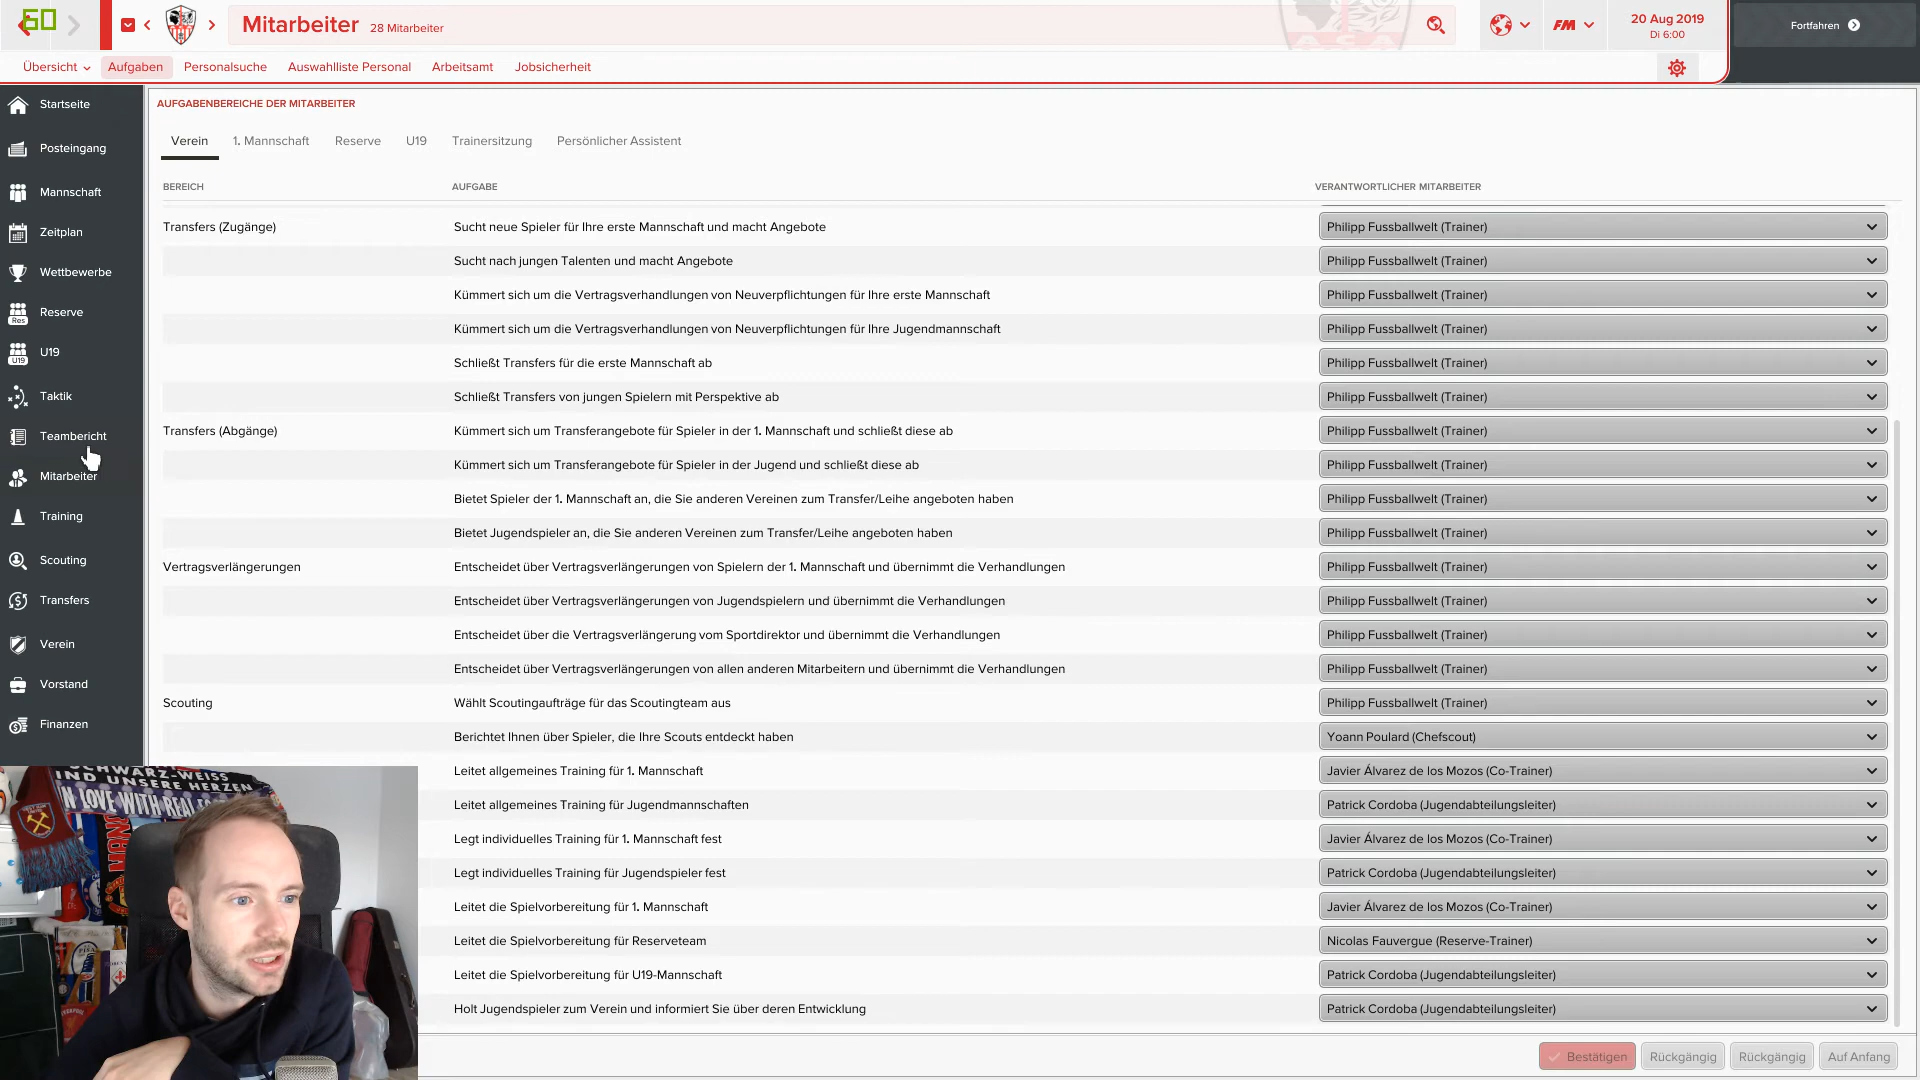 60
Mitarbeiter 28 Mitarbeiter
FM
20 Aug 2019
Di 6:00
Fortfahren
Übersicht Aufgaben Personalsuche Auswahlliste Personal Arbeitsamt Jobsicherheit
Startseite
Posteingang
Mannschaft
Zeitplan
Wettbewerbe
Res Reserve
U19 U19
Taktik
Teambericht
Mitarbeiter
Training
Scouting
Transfers
Verein
Vorstand
Finanzen
AUFGABENBEREICHE DER MITARBEITER
Verein 1. Mannschaft Reserve U19 Trainersitzung Persönlicher Assistent
BEREICH AUFGABE VERANTWORTLICHER MITARBEITER
Transfers (Zugänge) Sucht neue Spieler für Ihre erste Mannschaft und macht Angebote Philipp Fussballwelt (Trainer)
Sucht nach jungen Talenten und macht Angebote Philipp Fussballwelt (Trainer)
Kümmert sich um die Vertragsverhandlungen von Neuverpflichtungen für Ihre erste Mannschaft Philipp Fussballwelt (Trainer)
Kümmert sich um die Vertragsverhandlungen von Neuverpflichtungen für Ihre Jugendmannschaft Philipp Fussballwelt (Trainer)
Schließt Transfers für die erste Mannschaft ab Philipp Fussballwelt (Trainer)
Schließt Transfers von jungen Spielern mit Perspektive ab Philipp Fussballwelt (Trainer)
Transfers (Abgänge) Kümmert sich um Transferangebote für Spieler in der 1. Mannschaft und schließt diese ab Philipp Fussballwelt (Trainer)
Kümmert sich um Transferangebote für Spieler in der Jugend und schließt diese ab Philipp Fussballwelt (Trainer)
Bietet Spieler der 1. Mannschaft an, die Sie anderen Vereinen zum Transfer/Leihe angeboten haben Philipp Fussballwelt (Trainer)
Bietet Jugendspieler an, die Sie anderen Vereinen zum Transfer/Leihe angeboten haben Philipp Fussballwelt (Trainer)
Vertragsverlängerungen Entscheidet über Vertragsverlängerungen von Spielern der 1. Mannschaft und übernimmt die Verhandlungen Philipp Fussballwelt (Trainer)
Entscheidet über Vertragsverlängerungen von Jugendspielern und übernimmt die Verhandlungen Philipp Fussballwelt (Trainer)
Entscheidet über die Vertragsverlängerung vom Sportdirektor und übernimmt die Verhandlungen Philipp Fussballwelt (Trainer)
Entscheidet über Vertragsverlängerungen von allen anderen Mitarbeitern und übernimmt die Verhandlungen Philipp Fussballwelt (Trainer)
Scouting Wählt Scoutingaufträge für das Scoutingteam aus Philipp Fussballwelt (Trainer)
Berichtet Ihnen über Spieler, die Ihre Scouts entdeckt haben Yoann Poulard (Chefscout)
Leitet allgemeines Training für 1. Mannschaft Javier Álvarez de los Mozos (Co-Trainer)
Leitet allgemeines Training für Jugendmannschaften Patrick Cordoba (Jugendabteilungsleiter)
Legt individuelles Training für 1. Mannschaft fest Javier Álvarez de los Mozos (Co-Trainer)
Legt individuelles Training für Jugendspieler fest Patrick Cordoba (Jugendabteilungsleiter)
Leitet die Spielvorbereitung für 1. Mannschaft Javier Álvarez de los Mozos (Co-Trainer)
Leitet die Spielvorbereitung für Reserveteam Nicolas Fauvergue (Reserve-Trainer)
Leitet die Spielvorbereitung für U19-Mannschaft Patrick Cordoba (Jugendabteilungsleiter)
Holt Jugendspieler zum Verein und informiert Sie über deren Entwicklung Patrick Cordoba (Jugendabteilungsleiter)
Bestätigen Rückgängig Rückgängig Auf Anfang
SCHWARZ-WEISS
IND UNSERE HERZEN
N LOVE WITH REAL